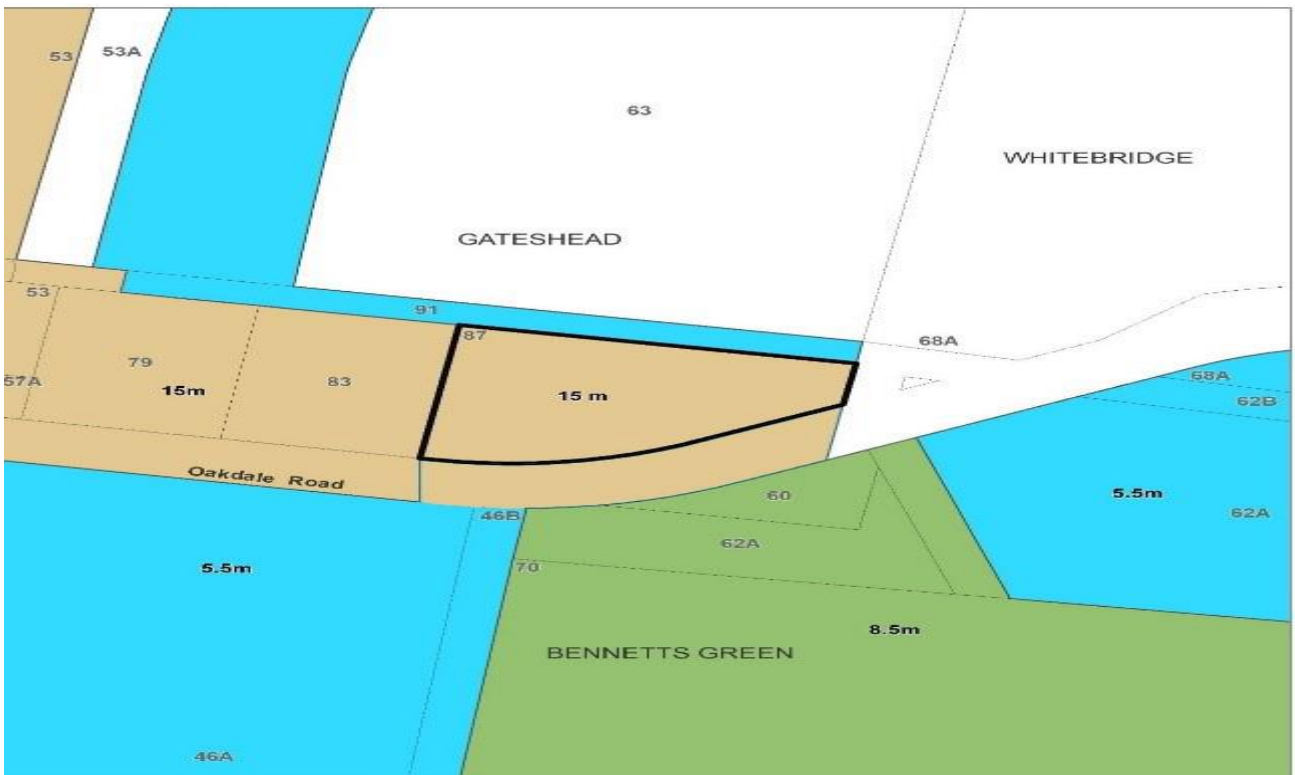 53
53A
63
WHITEBRIDGE
GATESHEAD
53
91
87
68A
79
83
57A
15m
15 m
68A
62B
Oakdale Road
60
5.5m
62A
46B
62A
5.5m
70
8.5m
BENNETTS GREEN
46A